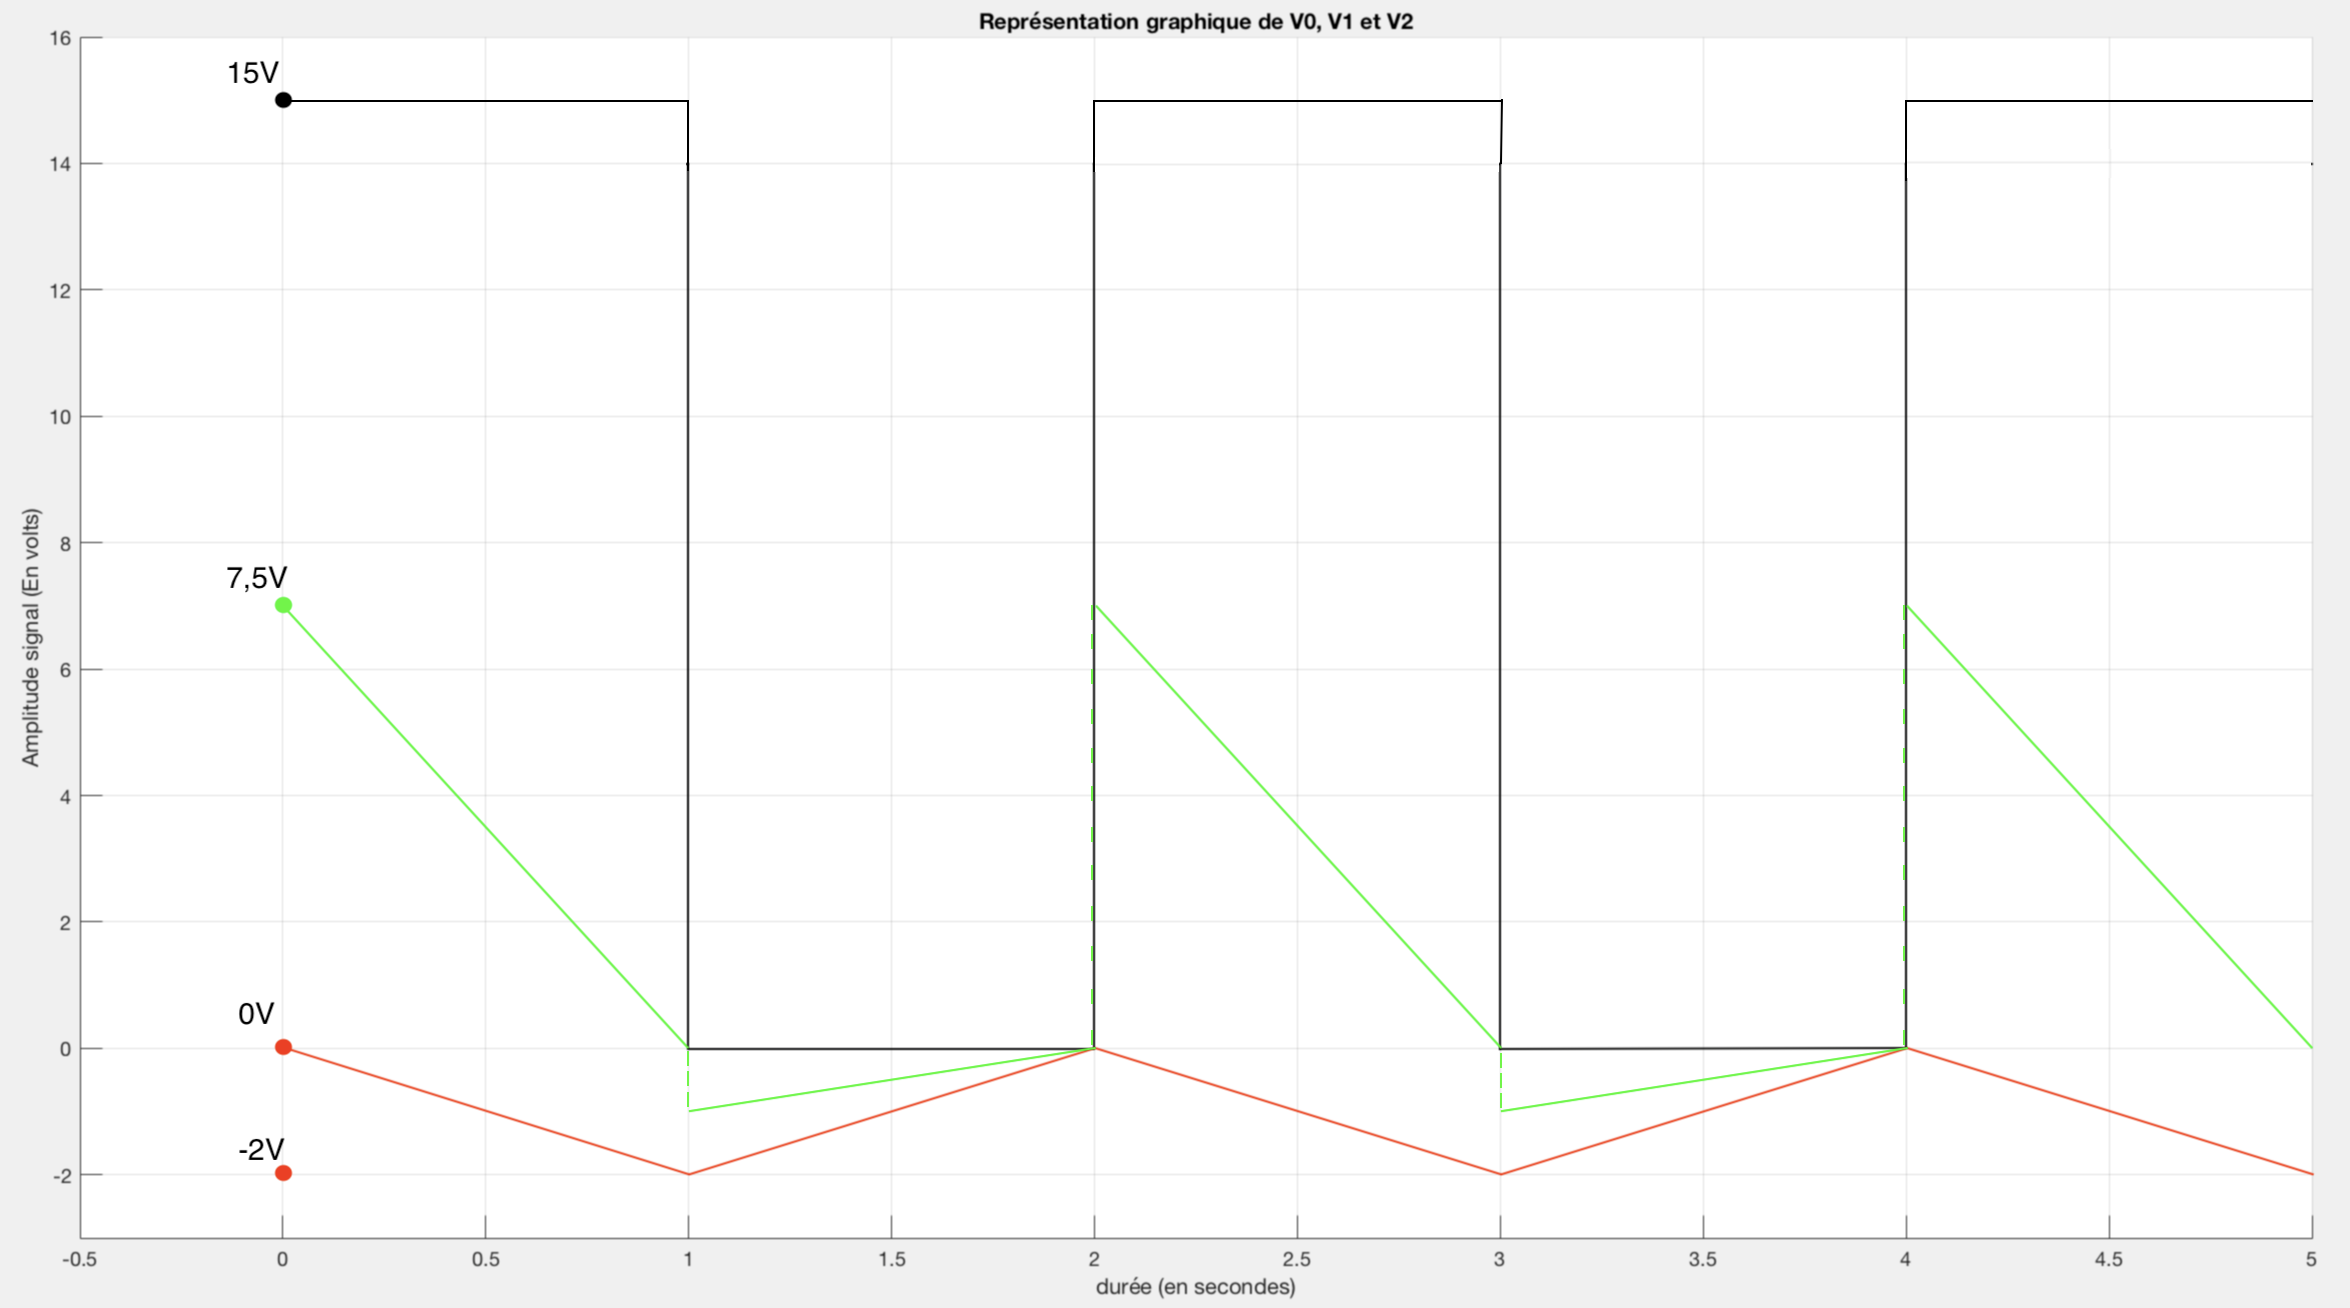 Représentation graphique de V0, V1 et V2
16
15V
14
12
10
8
7,5V
6
4
2
0V
0
-2V
-2
Amplitude signal (En volts)
-0.5 0 0.5 1 1.5 2 2.5 3 3.5 4 4.5 5
durée (en secondes)